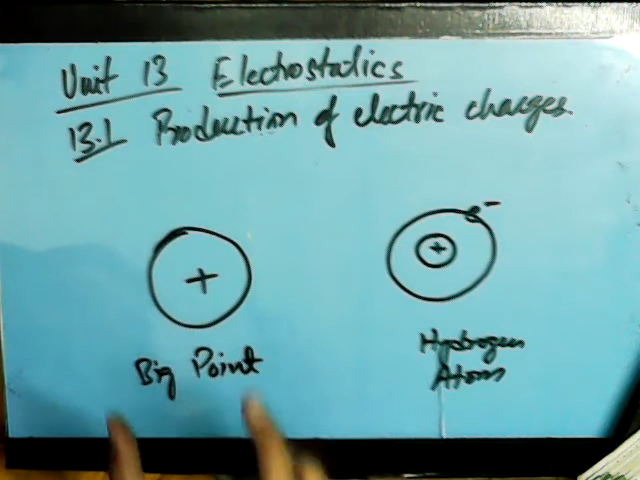 Unit 13 Electrostatics
13.1 Production of electric charges
+
+
e-
Big Point
Hydrogen
Atom